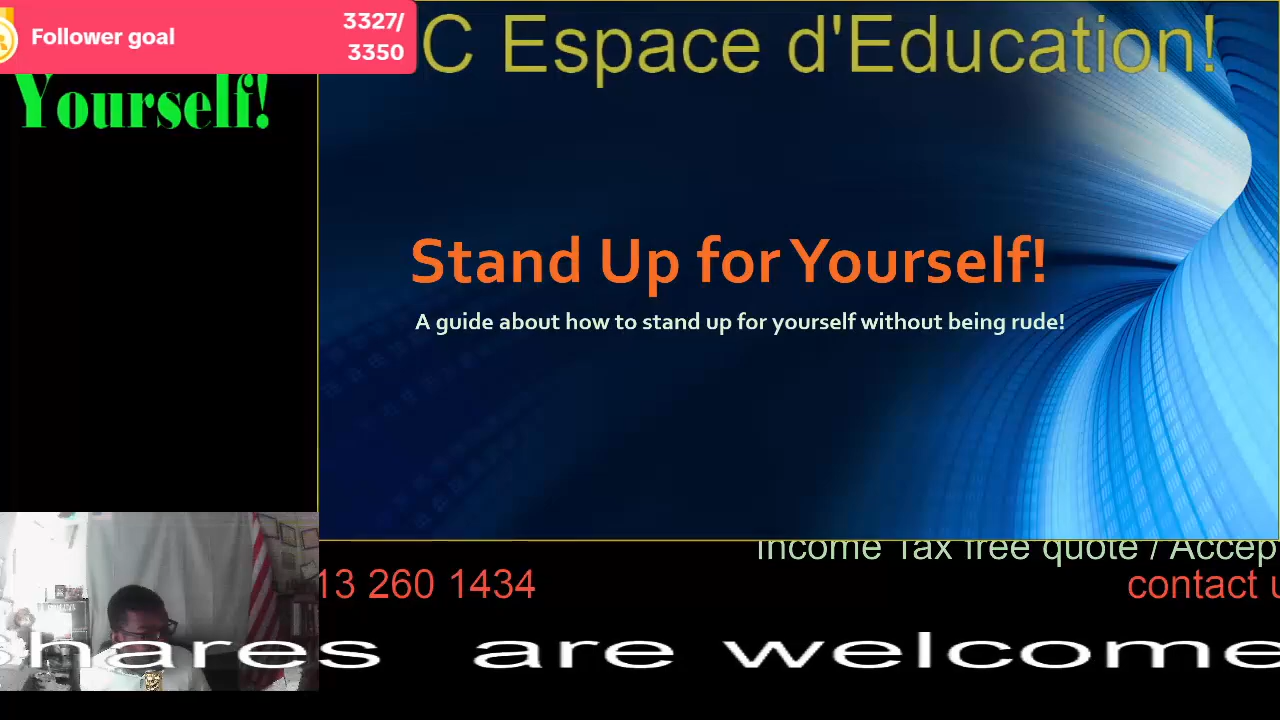 Follower goal
3327/
3350
C Espace d'Education!
Yourself!
Stand Up for Yourself!
A guide about how to stand up for yourself without being rude!
Income Tax free quote / Accep
13 260 1434
contact u
shares are welcome